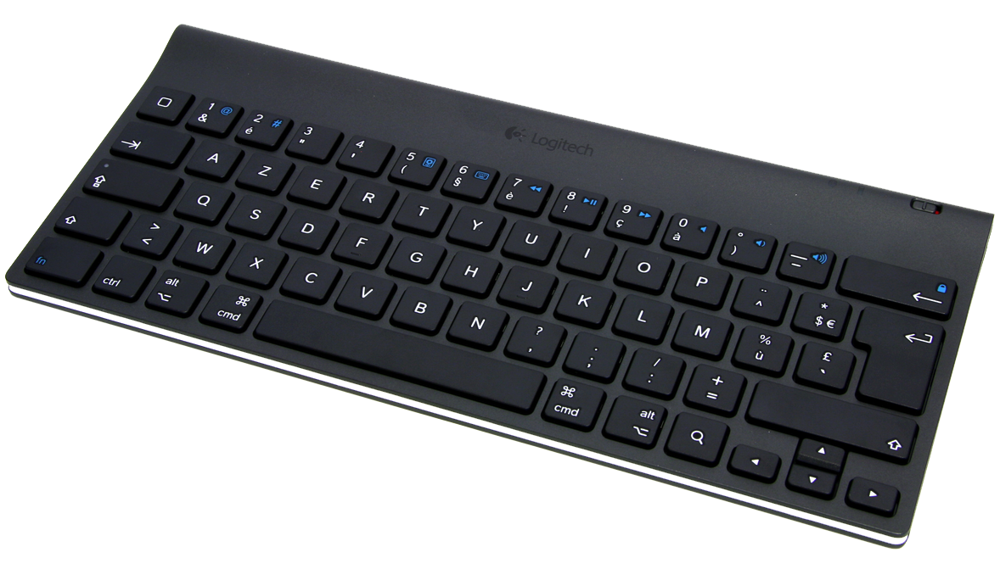 Logitech
1 @ 2 # 3 4 5 6 7 8 9 0 °
& é " ' ( § è ! ç à ) _ -
A Z E R T Y U I O P ¨ ^ * $ €
Q S D F G H J K L M % ù £ `
> < W X C V B N ? , . ; / : + =
fn ctrl alt ⌥ ⌘ cmd ⌘ cmd alt ⌥